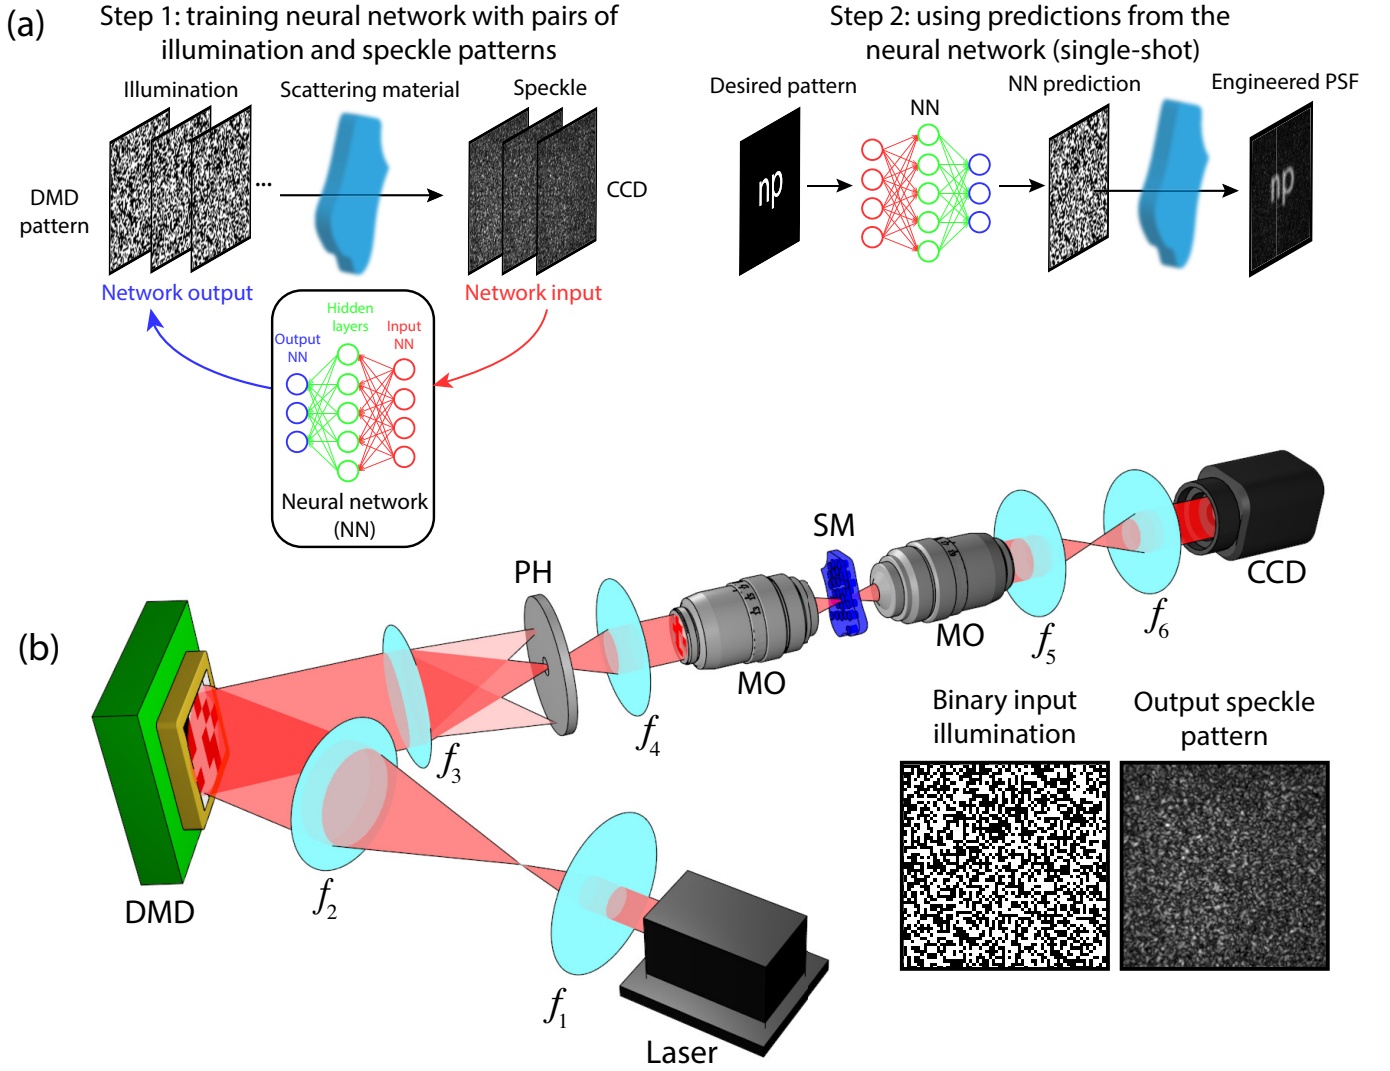 (a)
Step 1: training neural network with pairs of
illumination and speckle patterns
Step 2: using predictions from the
neural network (single-shot)
Illumination
Scattering material
Speckle
DMD
pattern
...
CCD
Network output
Network input
Hidden
layers
Output
NN
Input
NN
Neural network
(NN)
Desired pattern
NN
NN prediction
Engineered PSF
np
np
(b)
DMD
f2
f1
Laser
f3
PH
f4
MO
SM
MO
f5
f6
CCD
Binary input
illumination
Output speckle
pattern